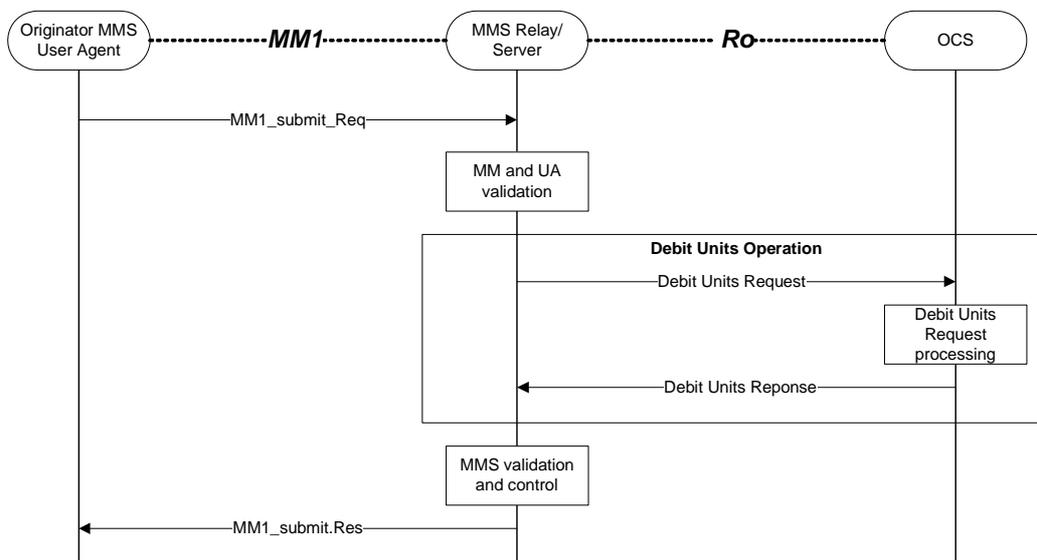 Originator MMS
User Agent
MM1
MMS Relay/
Server
Ro
OCS
MM1_submit_Req
MM and UA
validation
Debit Units Operation
Debit Units Request
Debit Units
Request
processing
Debit Units Reponse
MMS validation
and control
MM1_submit.Res